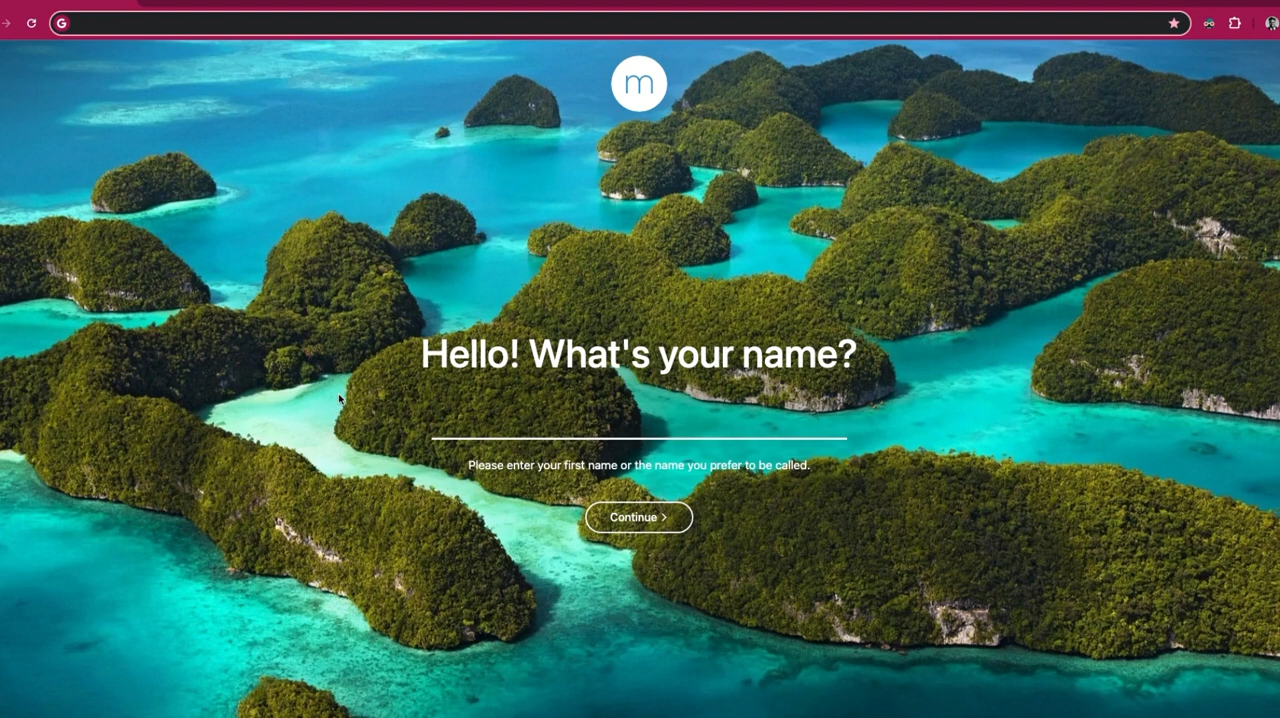 m
Hello! What's your name?
Please enter your first name or the name you prefer to be called.
Continue >